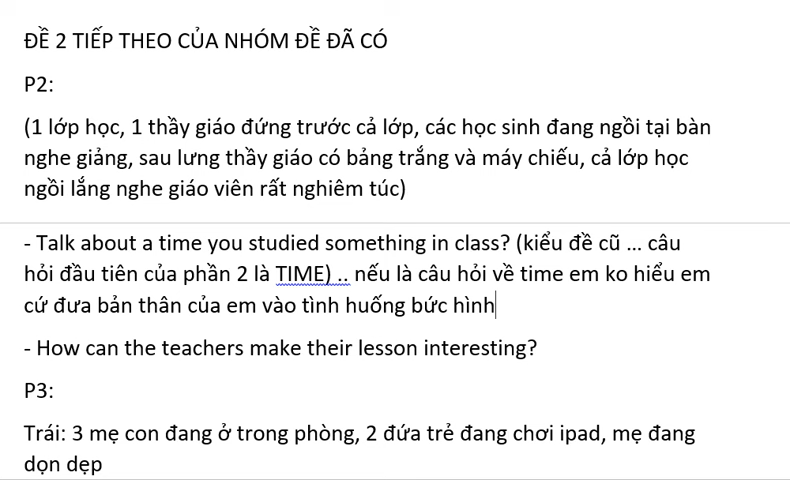 ĐỀ 2 TIẾP THEO CỦA NHÓM ĐỀ ĐÃ CÓ
P2:
(1 lớp học, 1 thầy giáo đứng trước cả lớp, các học sinh đang ngồi tại bàn
nghe giảng, sau lưng thầy giáo có bảng trắng và máy chiếu, cả lớp học
ngồi lắng nghe giáo viên rất nghiêm túc)
- Talk about a time you studied something in class? (kiểu đề cũ ... câu
hỏi đầu tiên của phần 2 là TIME) .. nếu là câu hỏi về time em ko hiểu em
cứ đưa bản thân của em vào tình huống bức hình
- How can the teachers make their lesson interesting?
P3:
Trái: 3 mẹ con đang ở trong phòng, 2 đứa trẻ đang chơi ipad, mẹ đang
dọn dẹp